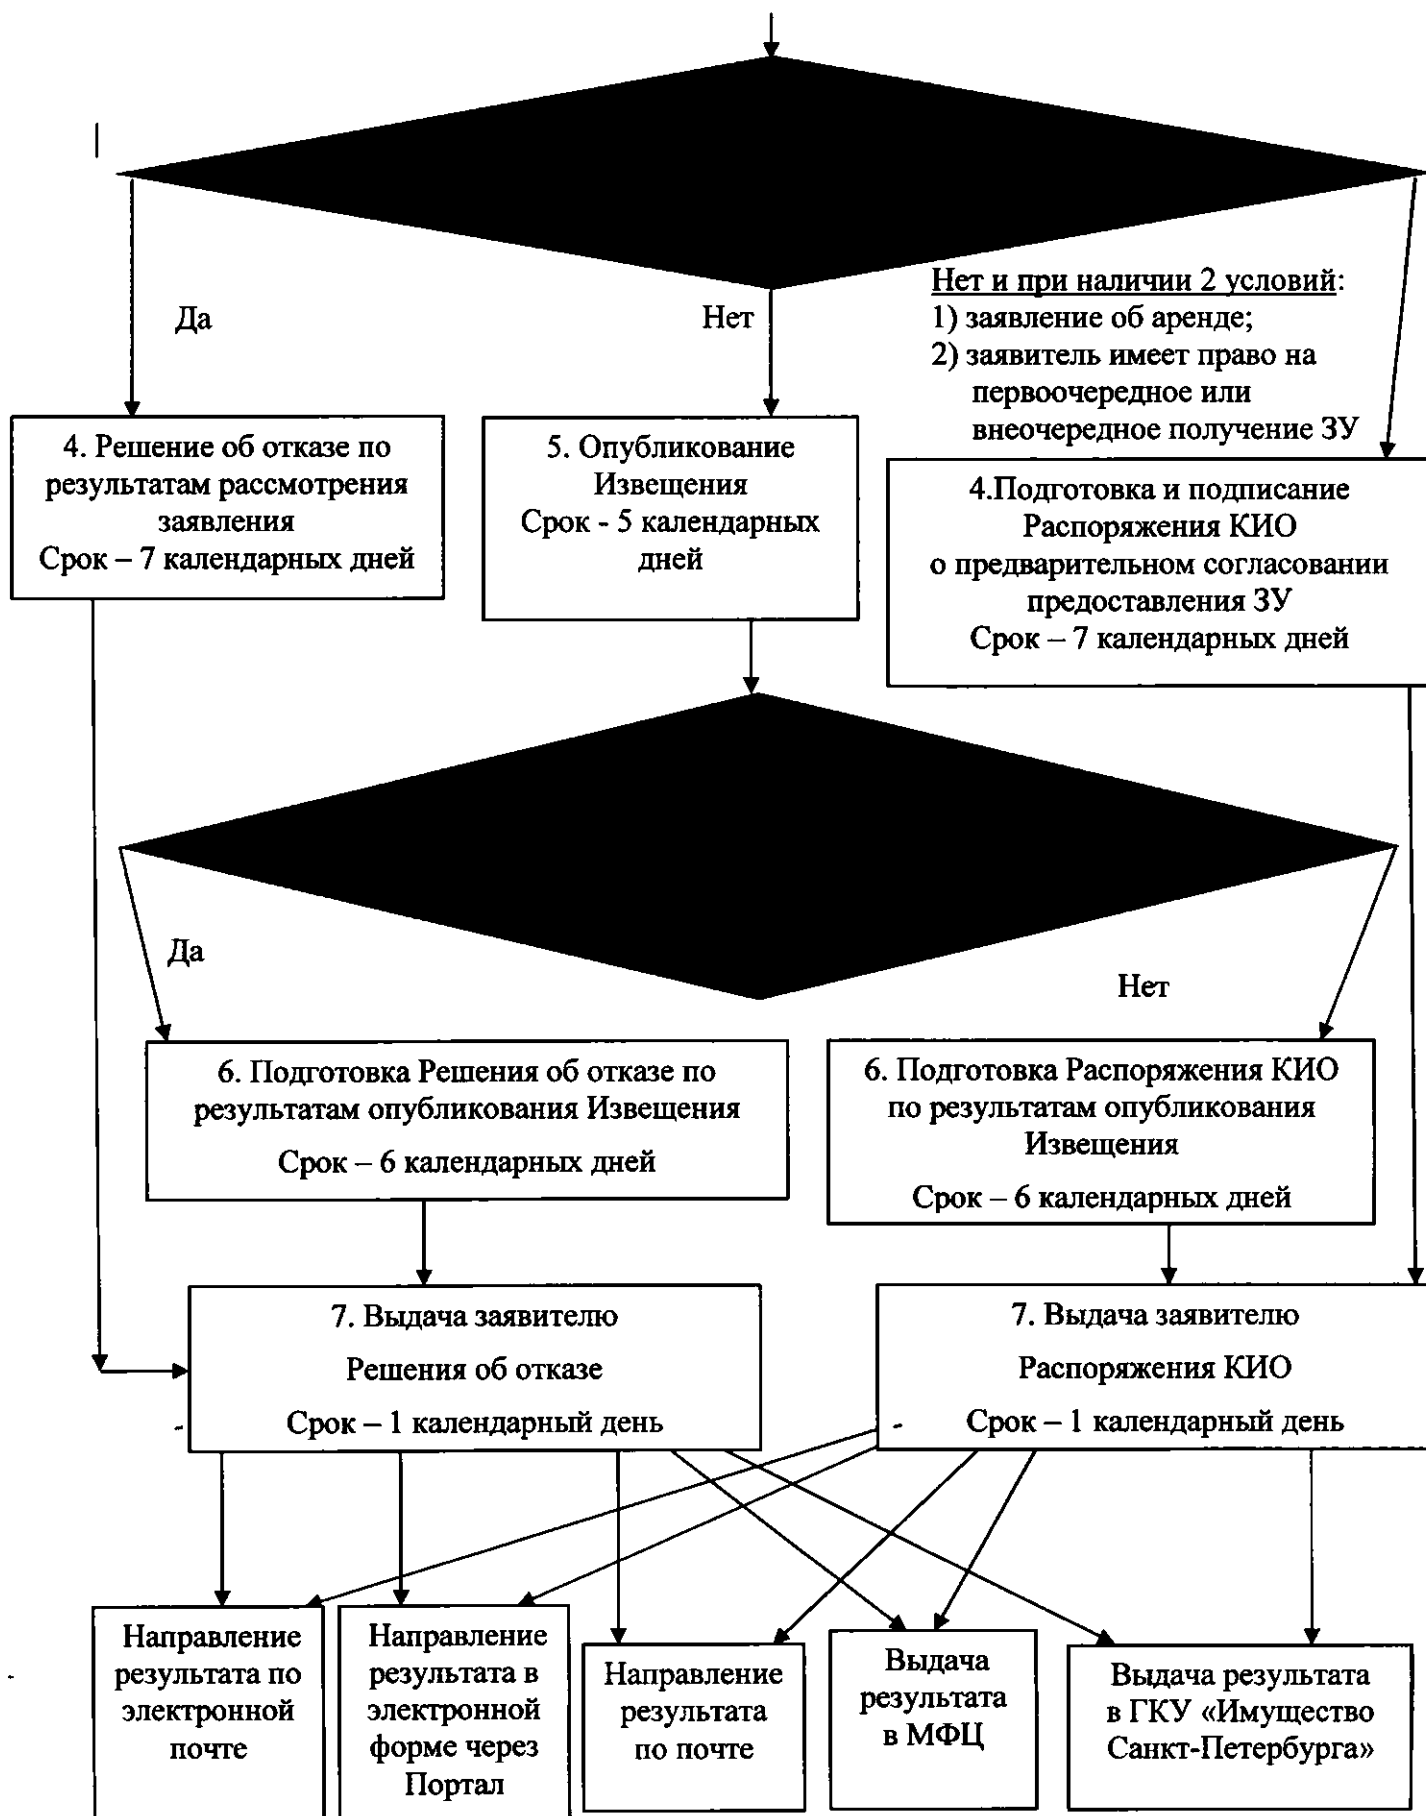 Да
Нет
Нет и при наличии 2 условий:
1) заявление об аренде;
2) заявитель имеет право на
первоочередное или
внеочередное получение ЗУ
4. Решение об отказе по
результатам рассмотрения
заявления
Срок – 7 календарных дней
5. Опубликование
Извещения
Срок - 5 календарных
дней
4.Подготовка и подписание
Распоряжения КИО
о предварительном согласовании
предоставления ЗУ
Срок – 7 календарных дней
Да
Нет
6. Подготовка Решения об отказе по
результатам опубликования Извещения
Срок – 6 календарных дней
6. Подготовка Распоряжения КИО
по результатам опубликования
Извещения
Срок – 6 календарных дней
7. Выдача заявителю
Решения об отказе
Срок – 1 календарный день
7. Выдача заявителю
Распоряжения КИО
Срок – 1 календарный день
Направление
результата по
электронной
почте
Направление
результата в
электронной
форме через
Портал
Направление
результата
по почте
Выдача
результата
в МФЦ
Выдача результата
в ГКУ «Имущество
Санкт-Петербурга»